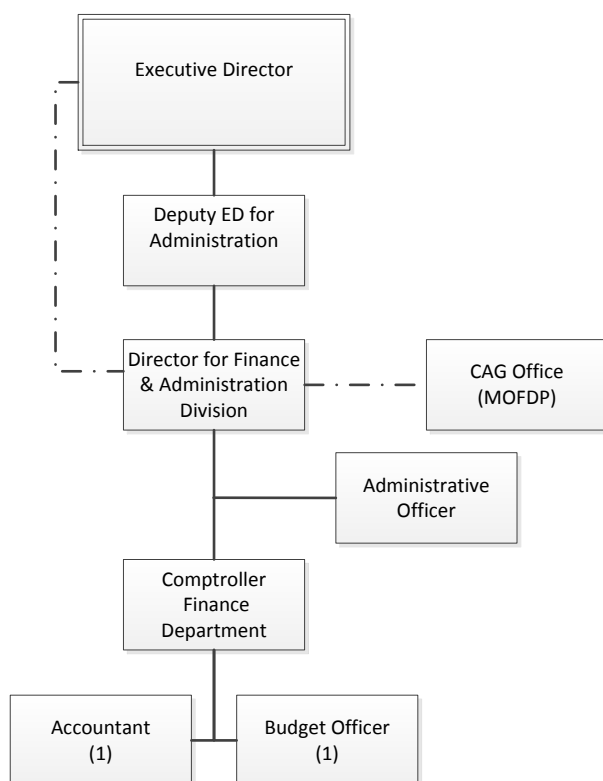 Executive Director
Deputy ED for
Administration
Director for Finance
& Administration
Division
CAG Office
(MOFDP)
Administrative
Officer
Comptroller
Finance
Department
Accountant
(1)
Budget Officer
(1)